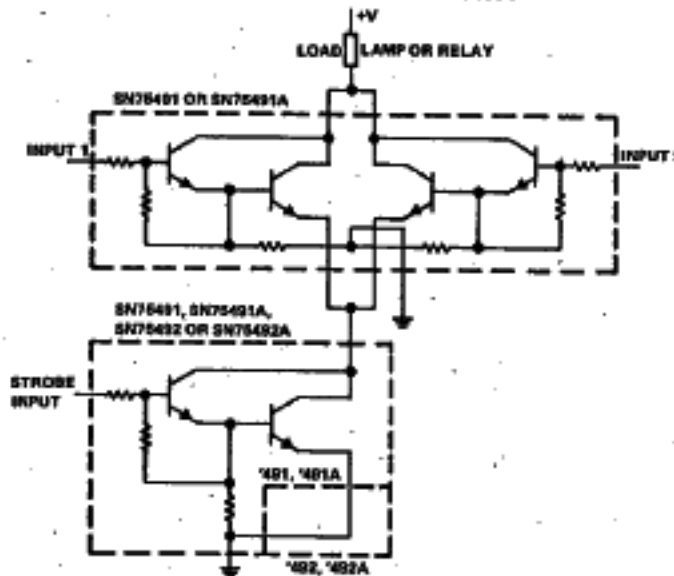 +V
LOAD LAMP OR RELAY
SN75491 OR SN75491A
INPUT 1
INPUT
SN75491, SN75491A,
SN75492 OR SN75492A
STROBE
INPUT
'491, '491A
'492, '492A